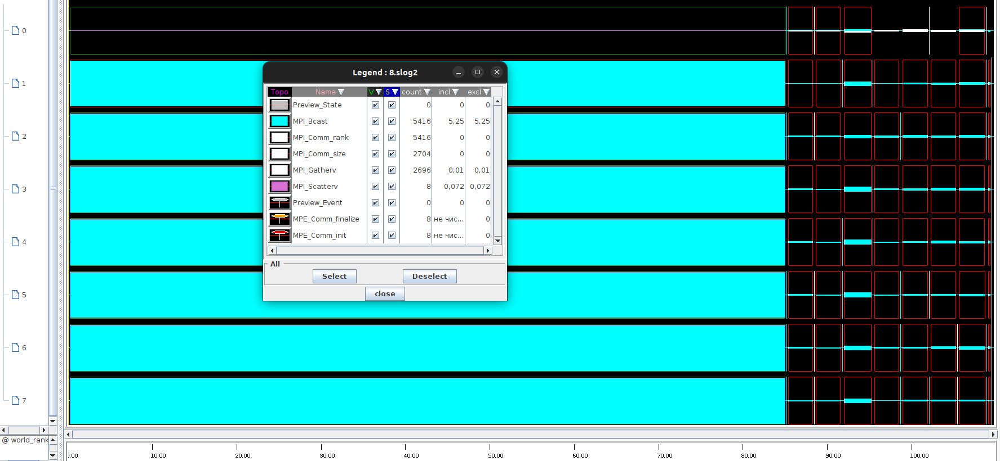 0
1
2
3
4
5
6
7
@ world_rank
Legend : 8.slog2
Topo Name V S count incl excl
Preview_State 0 0 0
MPI_Bcast 5416 5,25 5,25
MPI_Comm_rank 5416 0 0
MPI_Comm_size 2704 0 0
MPI_Gatherv 2696 0,01 0,01
MPI_Scatterv 8 0,072 0,072
Preview_Event 0 0 0
MPE_Comm_finalize 8 не чис... 0
MPE_Comm_init 8 не чис... 0
All
Select Deselect
close
),00 10,00 20,00 30,00 40,00 50,00 60,00 70,00 80,00 90,00 100,00